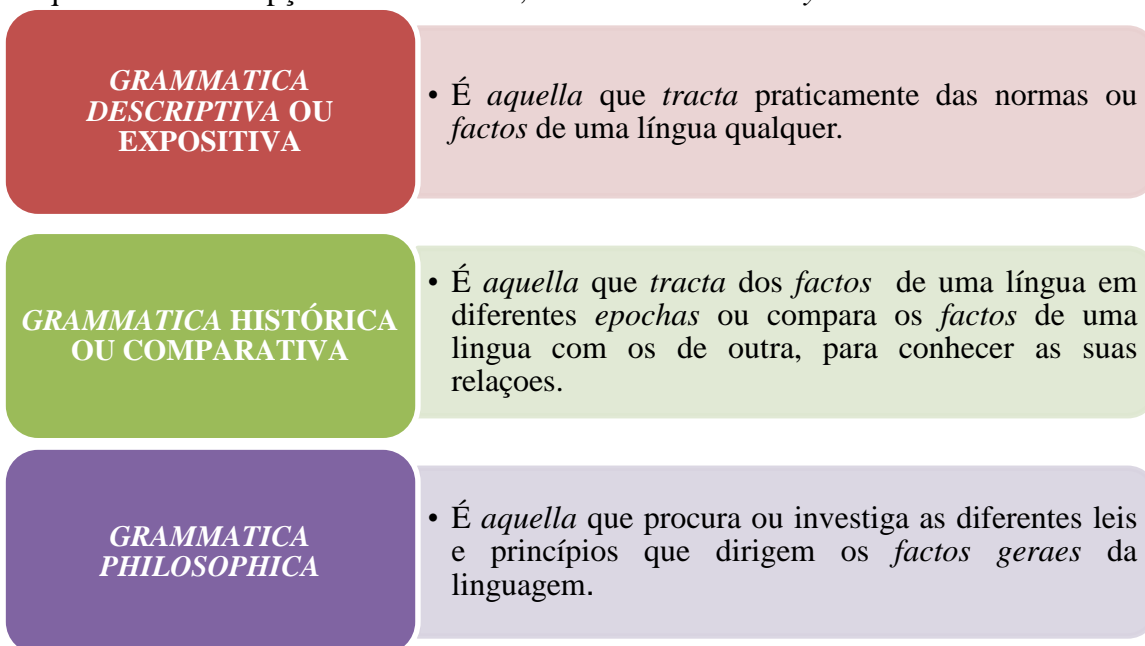 GRAMMATICA
DESCRIPTIVA OU
EXPOSITIVA
• É aquella que tracta praticamente das normas ou
factos de uma língua qualquer.
GRAMMATICA HISTÓRICA
OU COMPARATIVA
• É aquella que tracta dos factos de uma língua em
diferentes epochas ou compara os factos de uma
lingua com os de outra, para conhecer as suas
relaçoes.
GRAMMATICA
PHILOSOPHICA
• É aquella que procura ou investiga as diferentes leis
e princípios que dirigem os factos geraes da
linguagem.